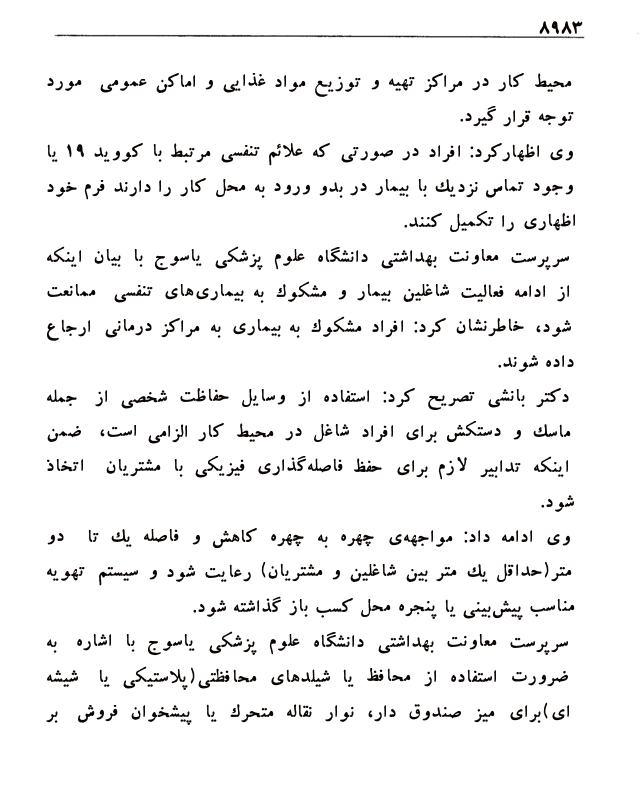 ۸۹۸۳
محیط کار در مراکز تهیه و توزیع مواد غذایی و اماکن عمومی مورد
توجه قرار گیرد.
وی اظهارکرد: افراد در صورتی که علائم تنفسی مرتبط با کووید ۱۹ یا
وجود تماس نزدیك با بیمار در بدو ورود به محل کار را دارند فرم خود
اظهاری را تکمیل کنند.
سرپرست معاونت بهداشتی دانشگاه علوم پزشکی یاسوج با بیان اینکه
از ادامه فعالیت شاغلین بیمار و مشکوك به بیماری‌های تنفسی ممانعت
شود، خاطرنشان کرد: افراد مشکوك به بیماری به مراکز درمانی ارجاع
داده شوند.
دکتر بانشی تصریح کرد: استفاده از وسایل حفاظت شخصی از جمله
ماسك و دستکش برای افراد شاغل در محیط کار الزامی است، ضمن
اینکه تدابیر لازم برای حفظ فاصله‌گذاری فیزیکی با مشتریان اتخاذ
شود.
وی ادامه داد: مواجهه‌ی چهره به چهره کاهش و فاصله یك تا دو
متر(حداقل یك متر بین شاغلین و مشتریان) رعایت شود و سیستم تهویه
مناسب پیش‌بینی یا پنجره محل کسب باز گذاشته شود.
سرپرست معاونت بهداشتی دانشگاه علوم پزشکی یاسوج با اشاره به
ضرورت استفاده از محافظ یا شیلدهای محافظتی(پلاستیکی یا شیشه
ای)برای میز صندوق دار، نوار نقاله متحرك یا پیشخوان فروش بر